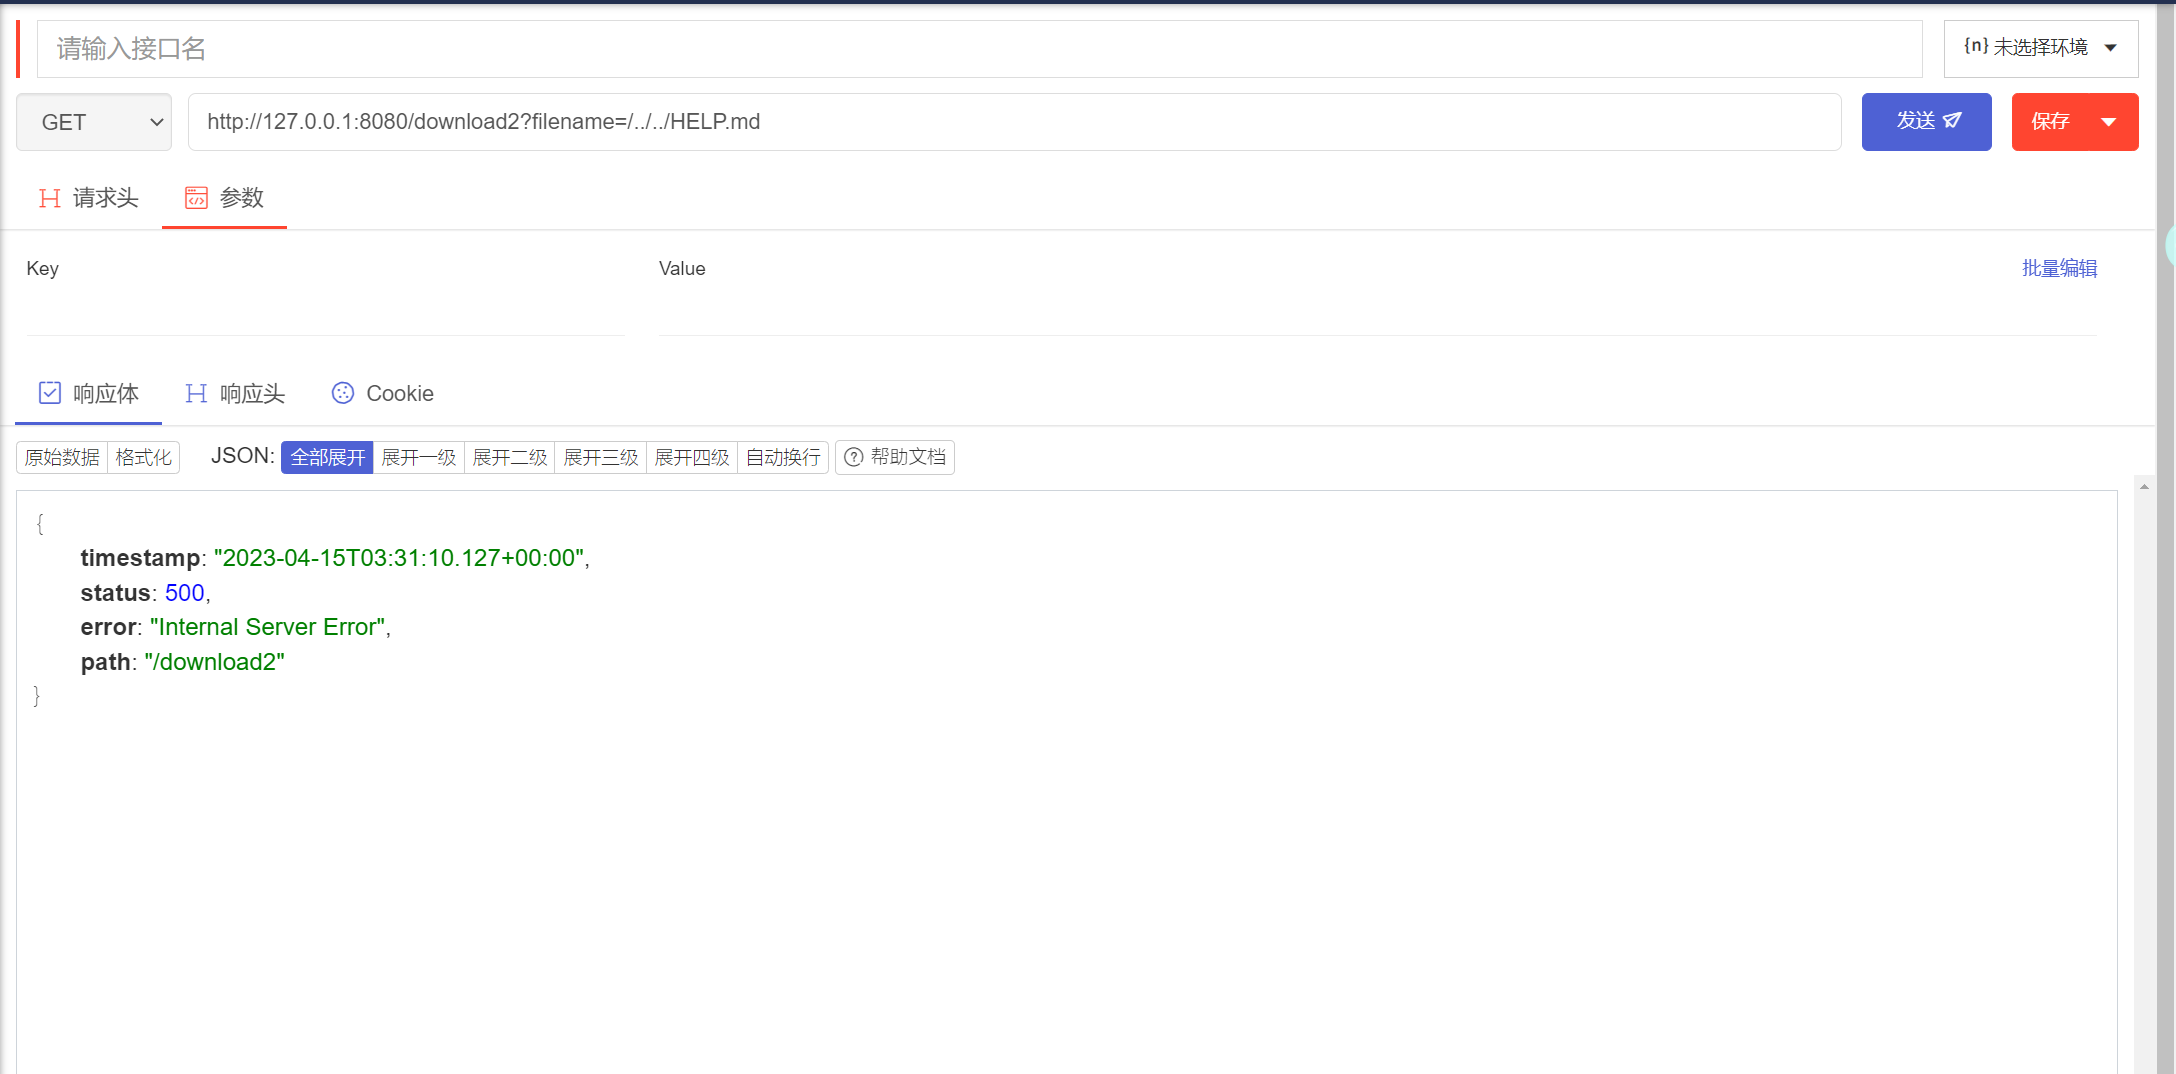 请输入接口名
{n} 未选择环境
GET
http://127.0.0.1:8080/download2?filename=/../../HELP.md
发送
保存
请求头
参数
Key
Value
批量编辑
响应体
响应头
Cookie
原始数据 格式化 JSON: 全部展开 展开一级 展开二级 展开三级 展开四级 自动换行 帮助文档
{
timestamp: "2023-04-15T03:31:10.127+00:00",
status: 500,
error: "Internal Server Error",
path: "/download2"
}